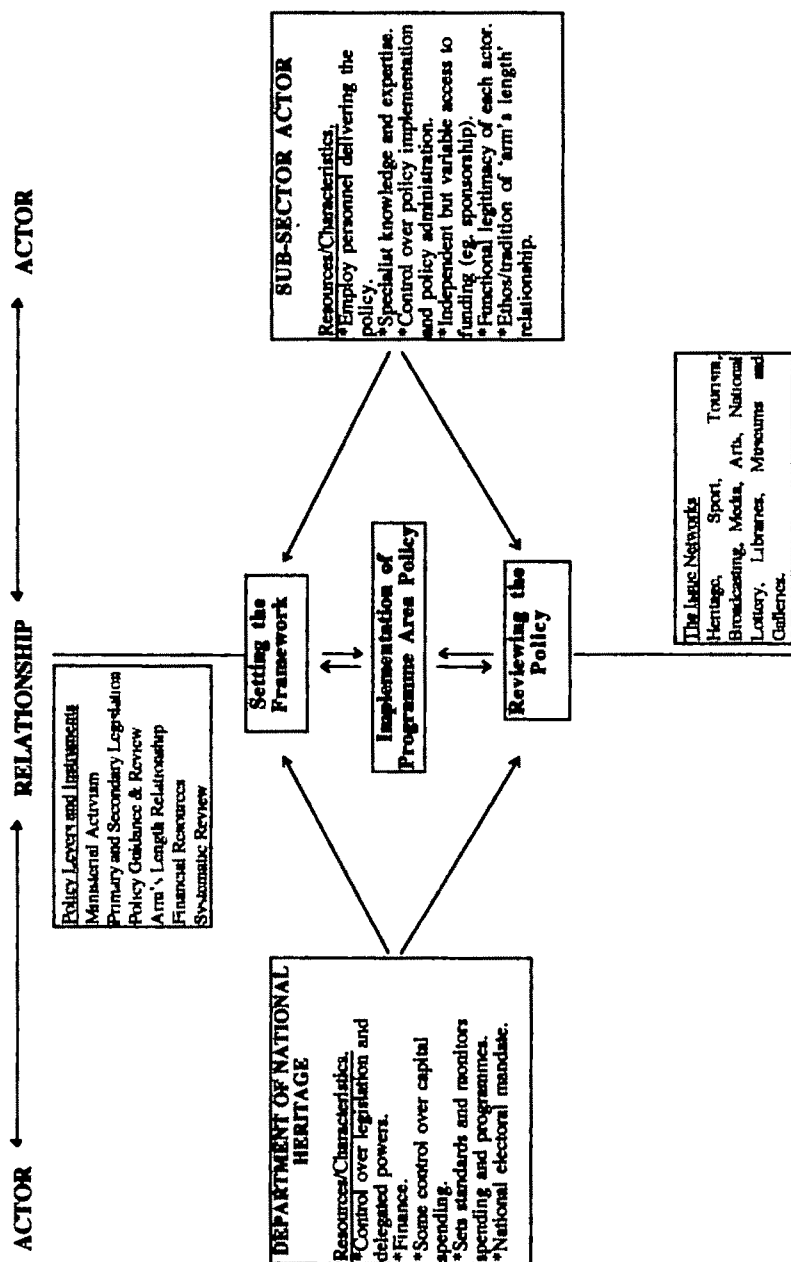 ACTOR
RELATIONSHIP
ACTOR
DEPARTMENT OF NATIONAL
HERITAGE
Resources/Characteristics.
*Control over legislation and
delegated powers.
*Finance.
*Some control over capital
spending.
*Sets standards and monitors
spending and programmes.
*National electoral mandate.
Policy Levers and Instruments
Ministerial Activism
Primary and Secondary Legislation
Policy Guidance & Review
Arm's Length Relationship
Financial Resources
Systematic Review
Setting the
Framework
Implementation of
Programme Area Policy
Reviewing the
Policy
The Issue Networks
Heritage, Sport, Tourism,
Broadcasting, Media, Arts, National
Lottery, Libraries, Museums and
Galleries.
SUB-SECTOR ACTOR
Resources/Characteristics.
*Employ personnel delivering the
policy.
*Specialist knowledge and expertise.
*Control over policy implementation
and policy administration.
*Independent but variable access to
funding (eg. sponsorship).
*Functional legitimacy of each actor.
*Ethos/tradition of 'arm's length'
relationship.